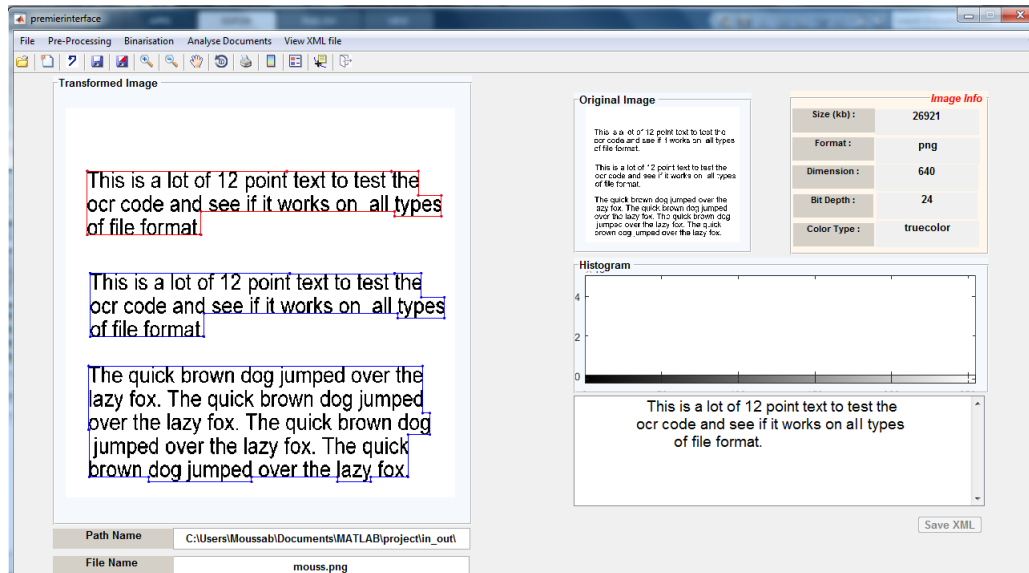 premierinterface
File Pre-Processing Binarisation Analyse Documents View XML file
Transformed Image
This is a lot of 12 point text to test the
ocr code and see if it works on all types
of file format.
This is a lot of 12 point text to test the
ocr code and see if it works on all types
of file format.
The quick brown dog jumped over the
lazy fox. The quick brown dog jumped
over the lazy fox. The quick brown dog
jumped over the lazy fox. The quick
brown dog jumped over the lazy fox.
Path Name C:\Users\Moussab\Documents\MATLAB\project\in_out\
File Name mouss.png
Original Image
This is a lot of 12 point text to test the
ocr code and see if it works on all types
of file format.
This is a lot of 12 point text to test the
ocr code and see if it works on all types
of file format.
The quick brown dog jumped over the
lazy fox. The quick brown dog jumped
over the lazy fox. The quick brown dog
jumped over the lazy fox. The quick
brown dog jumped over the lazy fox.
Image Info
Size (kb) : 26921
Format : png
Dimension : 640
Bit Depth : 24
Color Type : truecolor
Histogram
4
2
0
This is a lot of 12 point text to test the
ocr code and see if it works on all types
of file format.
Save XML